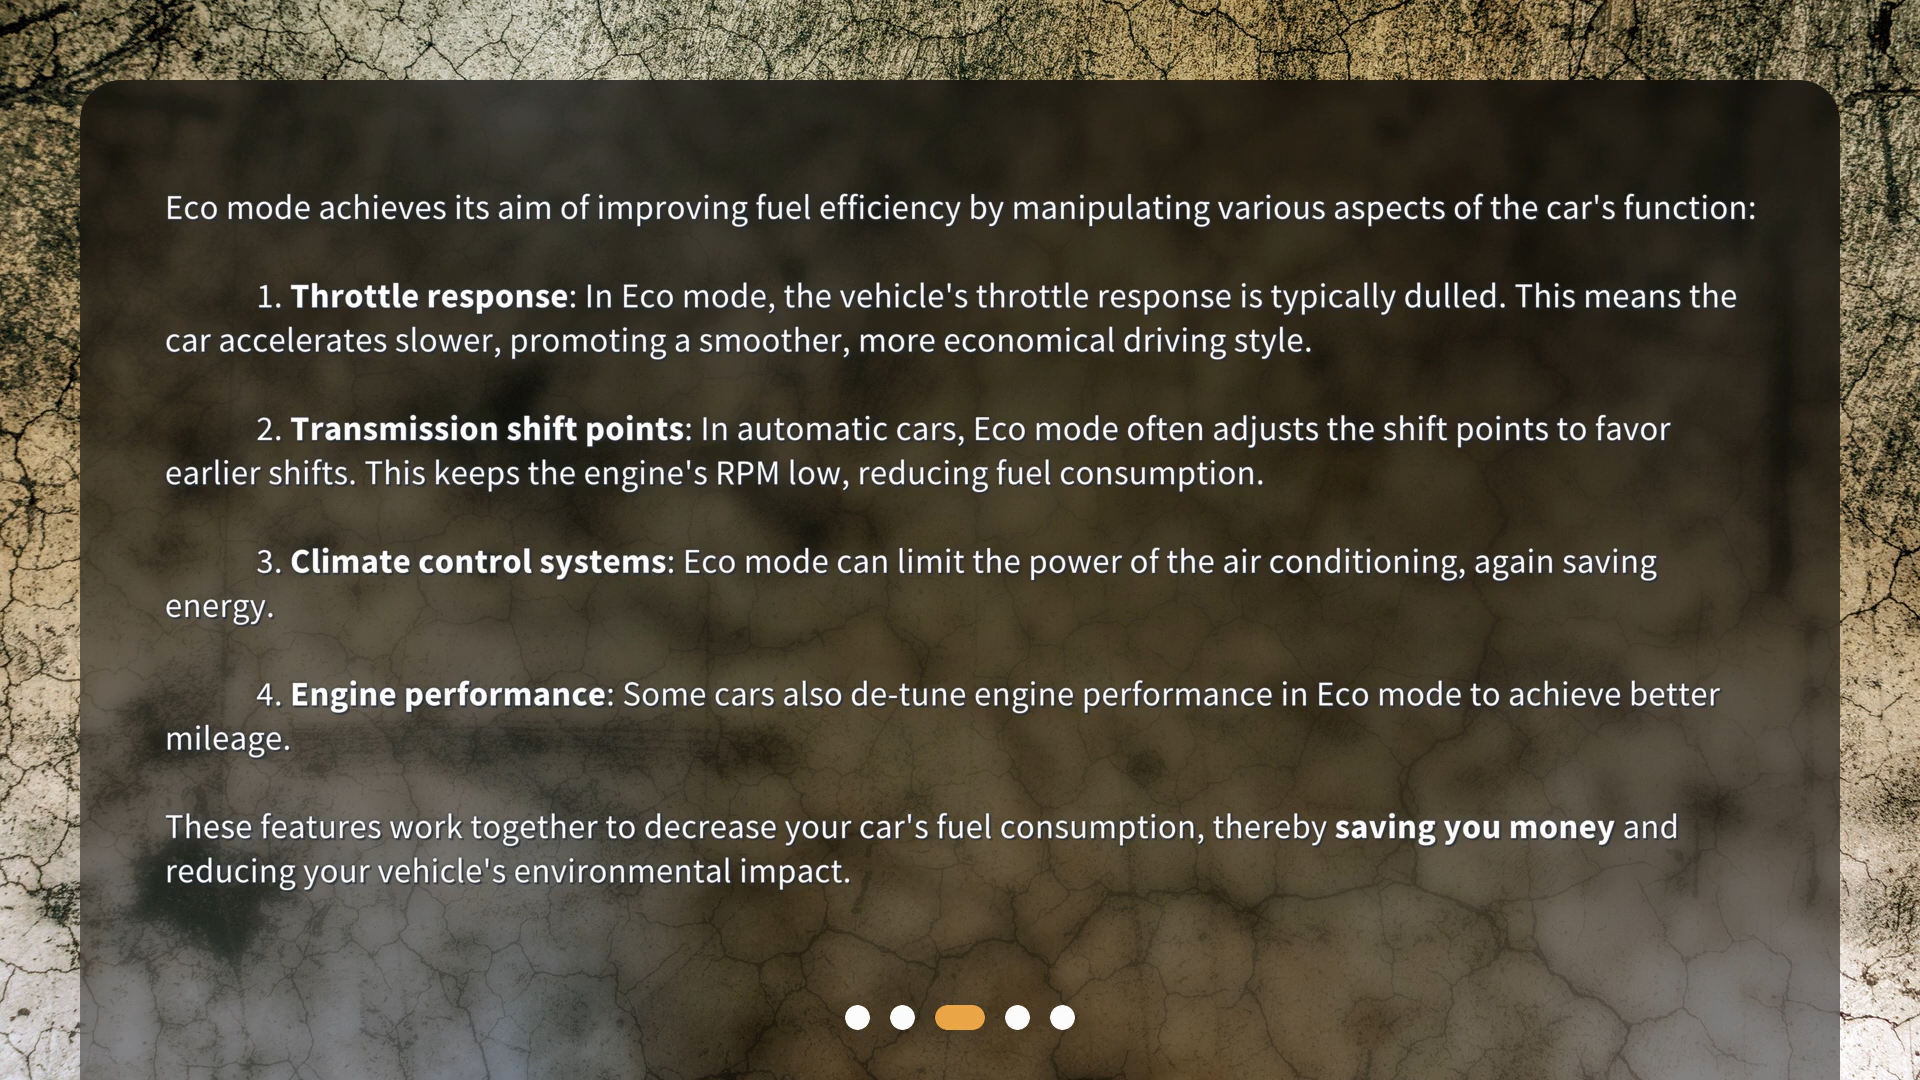 Eco mode achieves its aim of improving fuel efficiency by manipulating various aspects of the car's function:
1. Throttle response: In Eco mode, the vehicle's throttle response is typically dulled. This means the
car accelerates slower, promoting a smoother, more economical driving style.
2. Transmission shift points: In automatic cars, Eco mode often adjusts the shift points to favor
earlier shifts. This keeps the engine's RPM low, reducing fuel consumption.
3. Climate control systems: Eco mode can limit the power of the air conditioning, again saving
energy.
4. Engine performance: Some cars also de-tune engine performance in Eco mode to achieve better
mileage.
These features work together to decrease your car's fuel consumption, thereby saving you money and
reducing your vehicle's environmental impact.